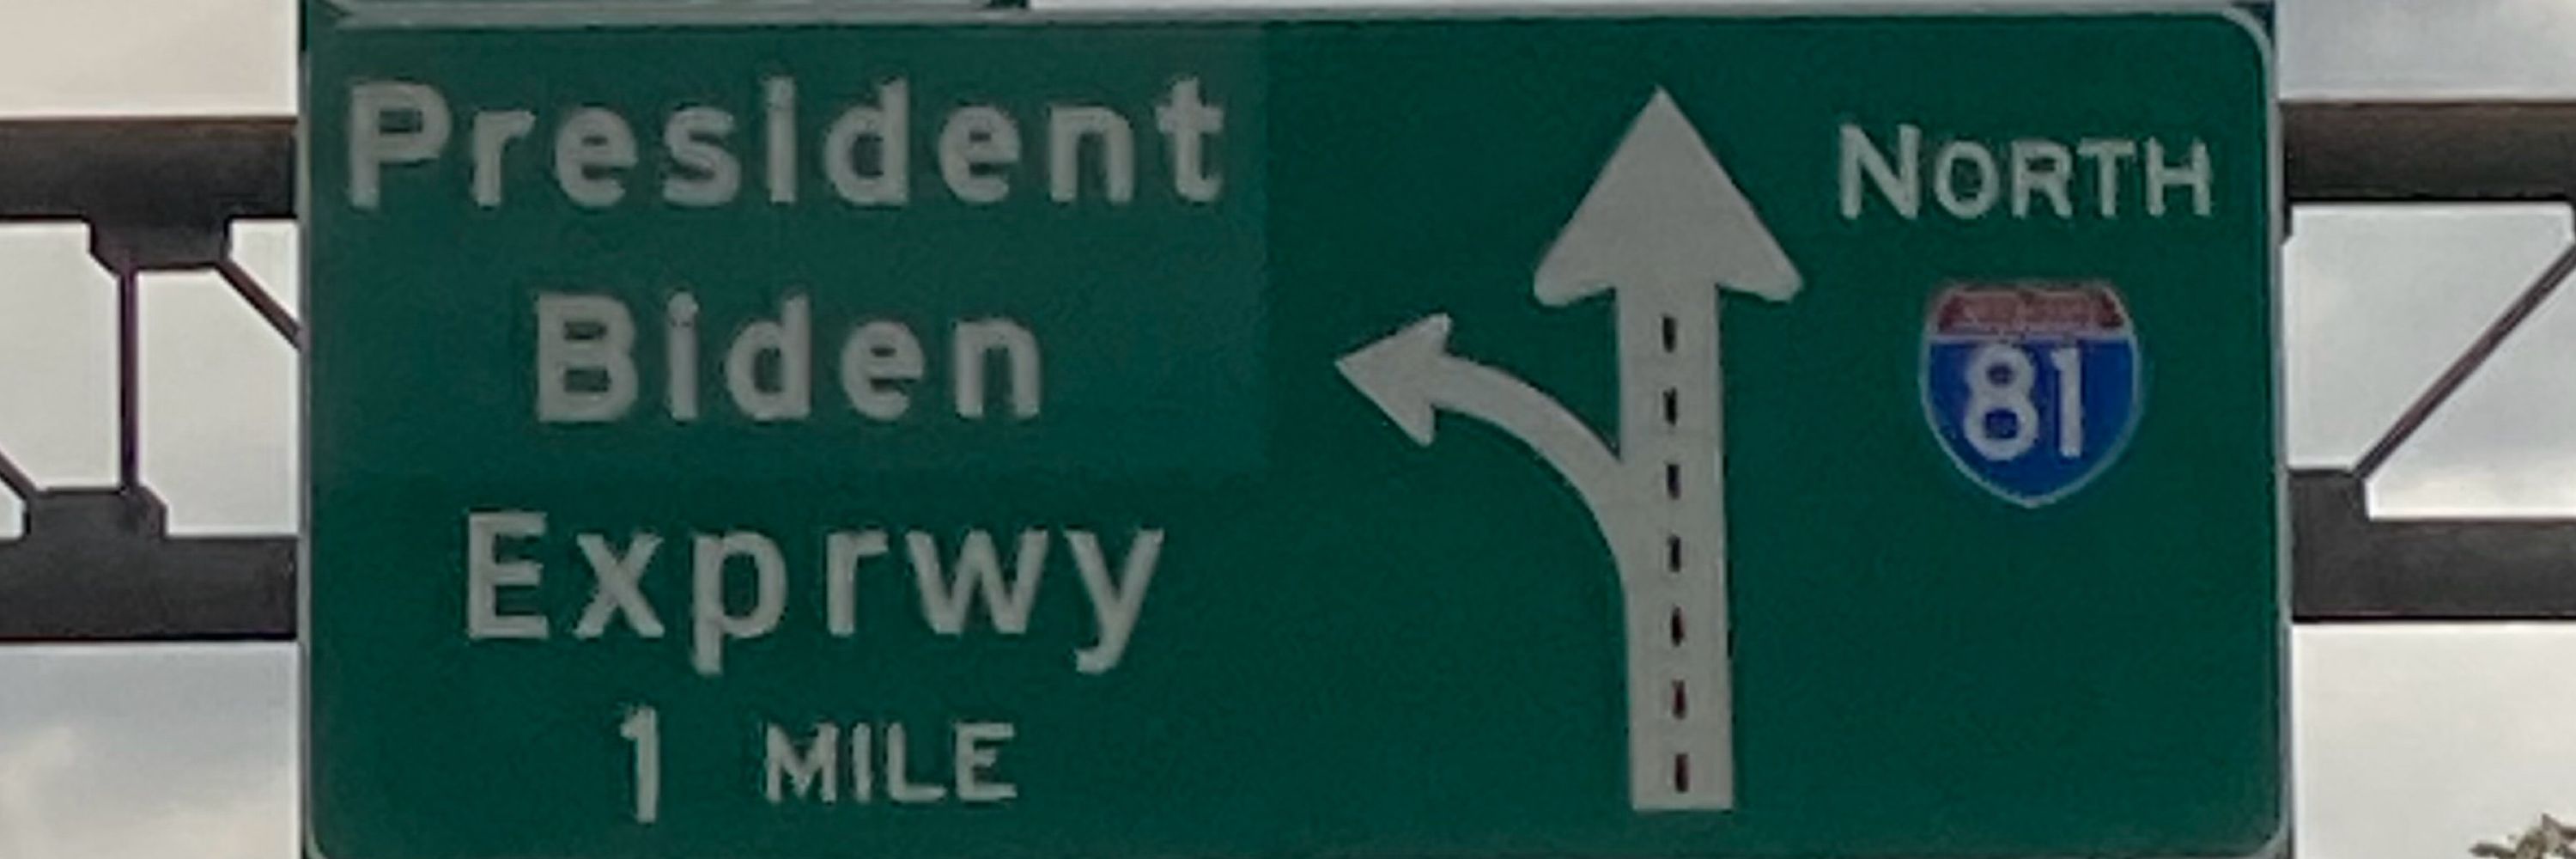 President
Biden
Exprwy
1 MILE
NORTH
81